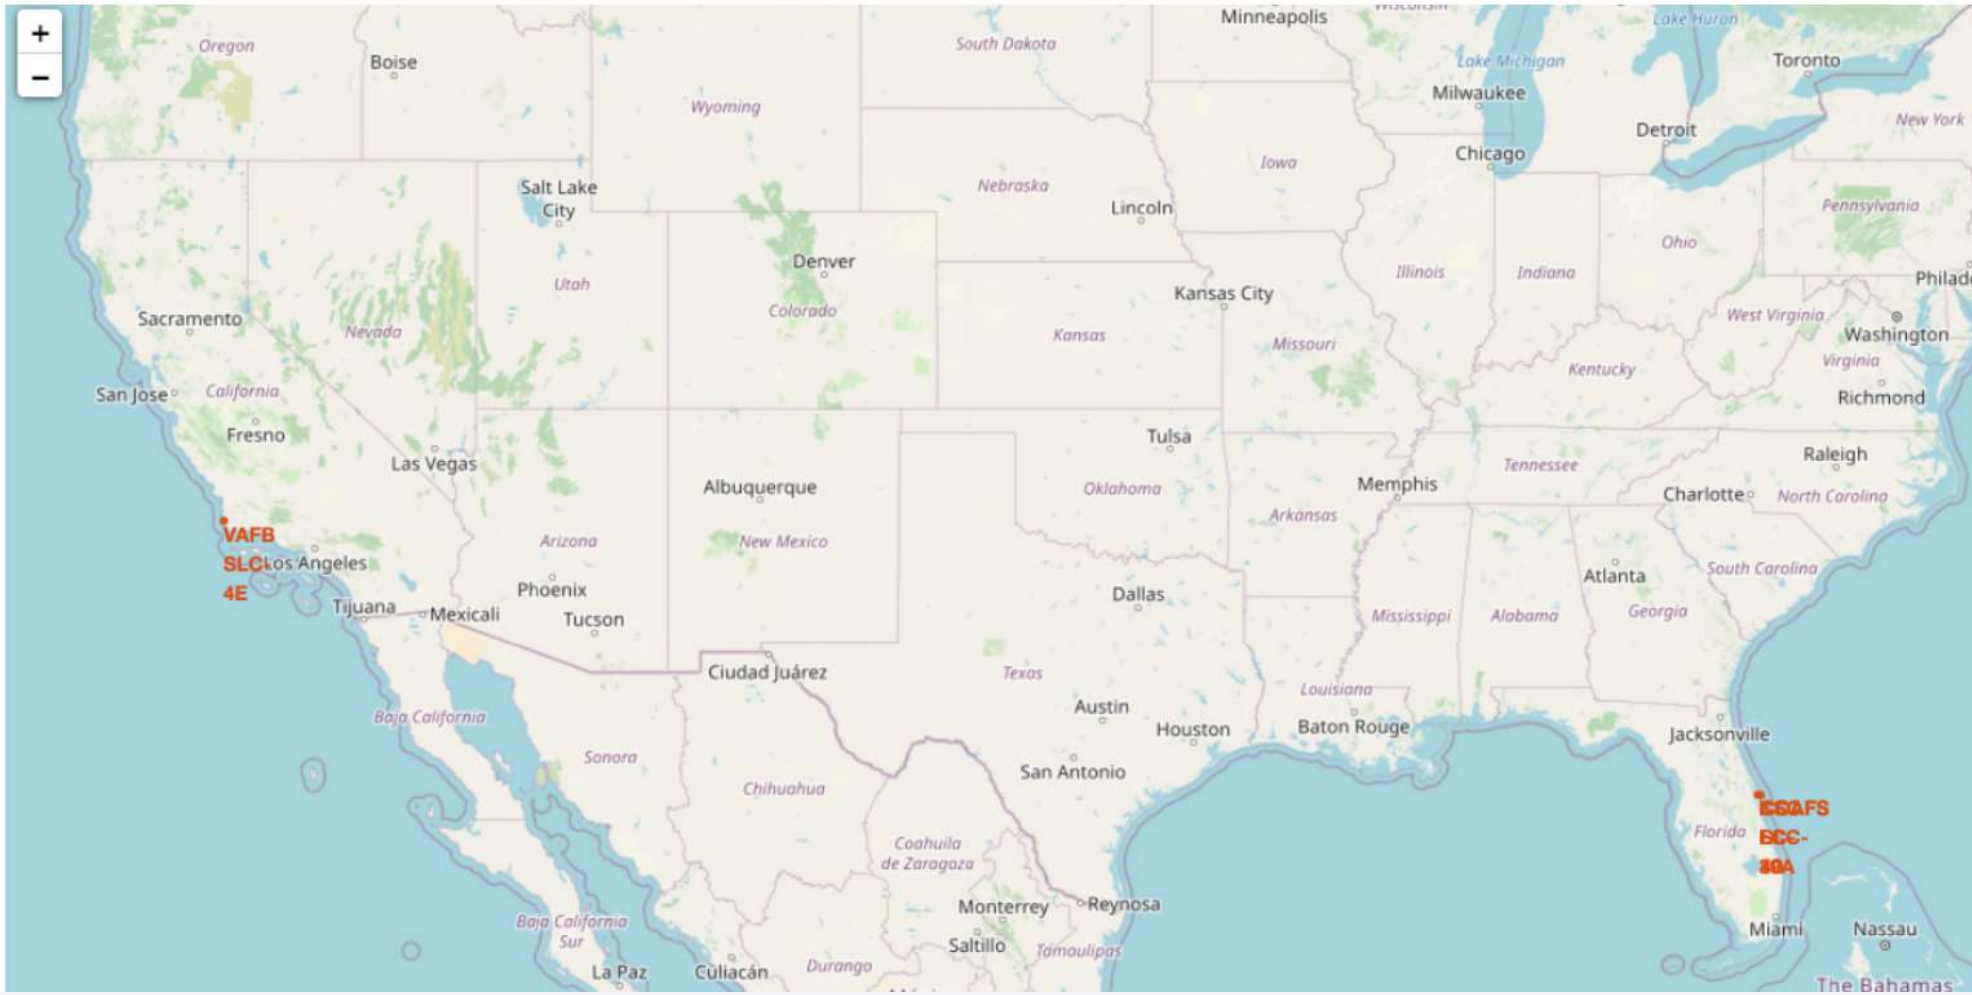 +
−
Oregon
Boise
South Dakota
Minneapolis
Wisconsin
Lake Huron
Toronto
Lake Michigan
Milwaukee
Wyoming
Detroit
New York
Chicago
Iowa
Salt Lake
City
Nebraska
Lincoln
Pennsylvania
Ohio
Denver
Utah
Illinois
Indiana
Philad
Kansas City
Colorado
Sacramento
Nevada
Kansas
Missouri
West Virginia
Washington
Virginia
Kentucky
San Jose
California
Richmond
Fresno
Las Vegas
Tulsa
Raleigh
Tennessee
Albuquerque
Oklahoma
Memphis
Charlotte
North Carolina
Arkansas
VAFB
SLC-
4E
Los Angeles
Arizona
New Mexico
South Carolina
Atlanta
Phoenix
Dallas
Tijuana
Mexicali
Tucson
Mississippi
Alabama
Georgia
Ciudad Juárez
Texas
Louisiana
Baja California
Austin
Houston
Baton Rouge
Jacksonville
Sonora
San Antonio
Chihuahua
Florida
Coahuila
de Zaragoza
Monterrey
Reynosa
Baja California
Sur
Saltillo
Tamaulipas
Miami
Nassau
La Paz
Culiacán
Durango
The Bahamas